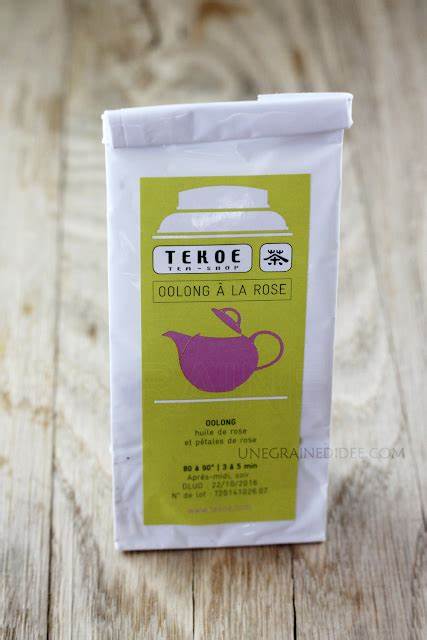 TEKOE
TEA-SHOP
茶
OOLONG À LA ROSE
OOLONG
huile de rose
et pétales de rose
UNEGRAINEDIDEE.COM
80 à 90° | 3 à 5 min
Après-midi, soir
DLUO : 22/10/2016
N° de lot : T2514102607
www.tekoe.com